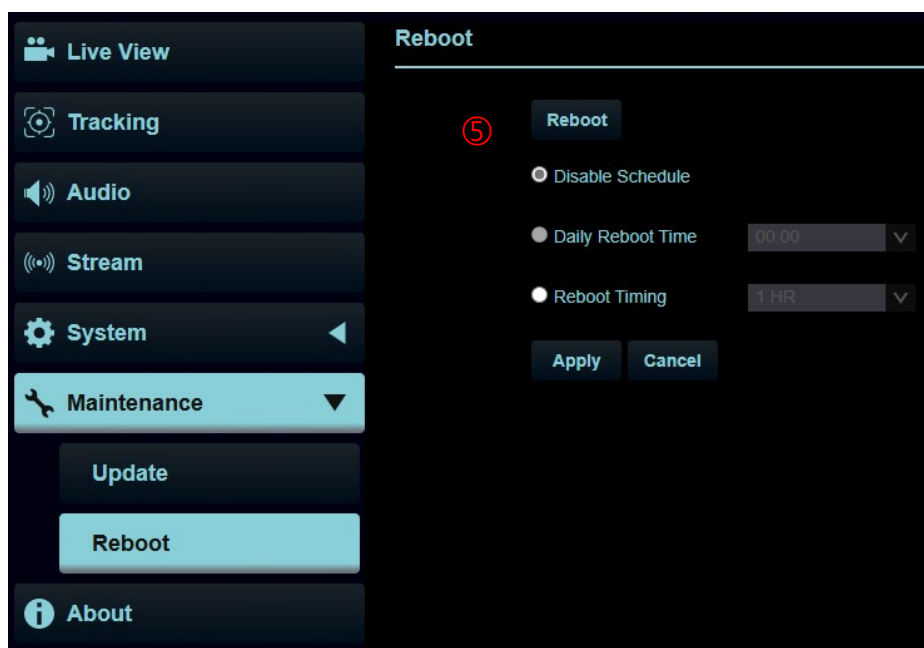 Live View
Tracking
Audio
Stream
System
Maintenance
Update
Reboot
About
Reboot
⑤ Reboot
Disable Schedule
Daily Reboot Time 00:00
Reboot Timing 1 HR
Apply Cancel